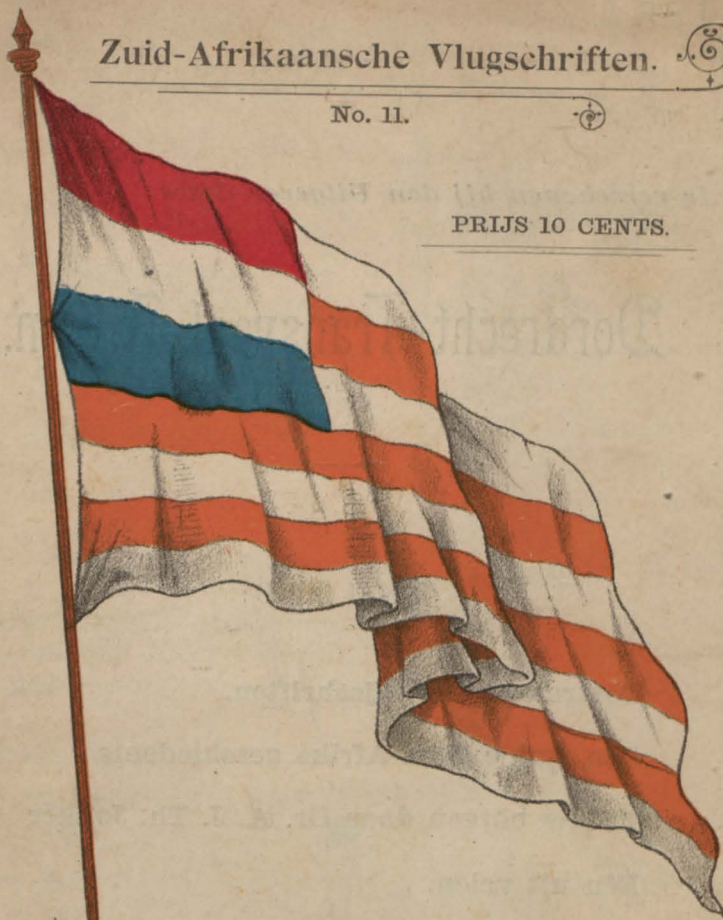 Zuid-Afrikaansche Vlugschriften.
No. 11.
PRIJS 10 CENTS.